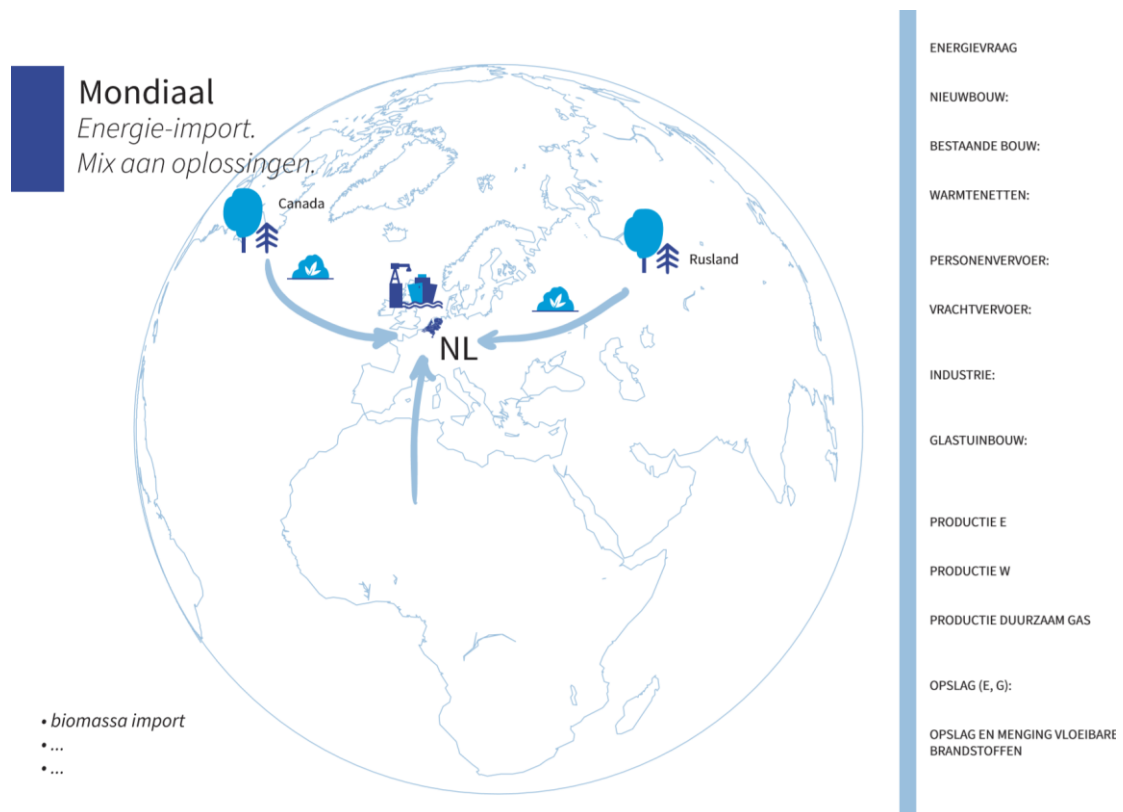 Mondiaal
Energie-import.
Mix aan oplossingen.
Canada
Rusland
NL
• biomassa import
• ...
• ...
ENERGIEVRAAG
NIEUWBOUW:
BESTAANDE BOUW:
WARMTENETTEN:
PERSONENVERVOER:
VRACHTVERVOER:
INDUSTRIE:
GLASTUINBOUW:
PRODUCTIE E
PRODUCTIE W
PRODUCTIE DUURZAAM GAS
OPSLAG (E, G):
OPSLAG EN MENGING VLOEIBARE
BRANDSTOFFEN